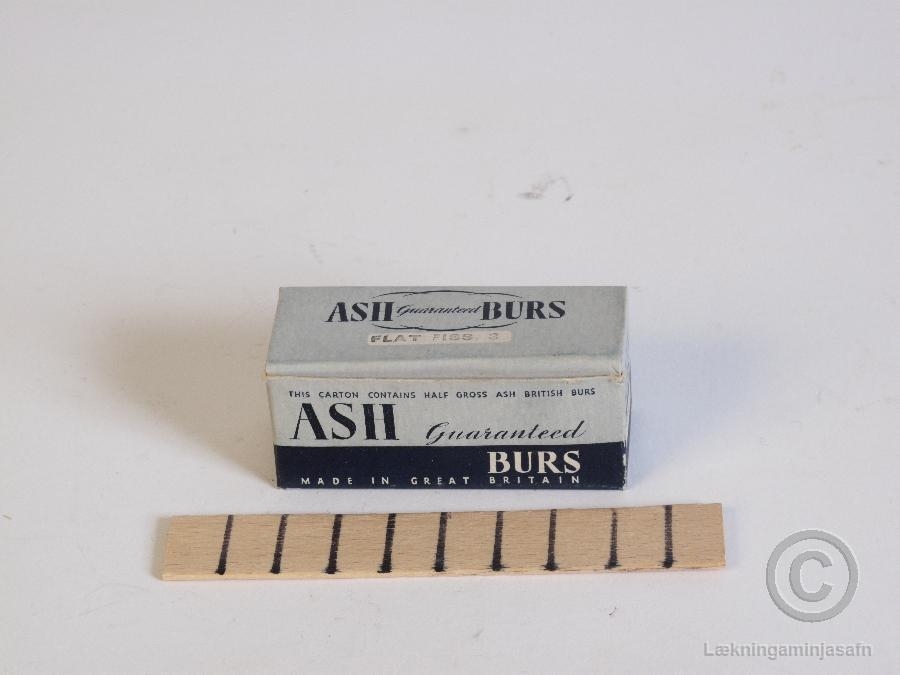 ASH Guaranteed BURS
FLAT FISS. 3
THIS CARTON CONTAINS HALF GROSS ASH BRITISH BURS
ASH Guaranteed
BURS
MADE IN GREAT BRITAIN
©
Lækningaminjasafn